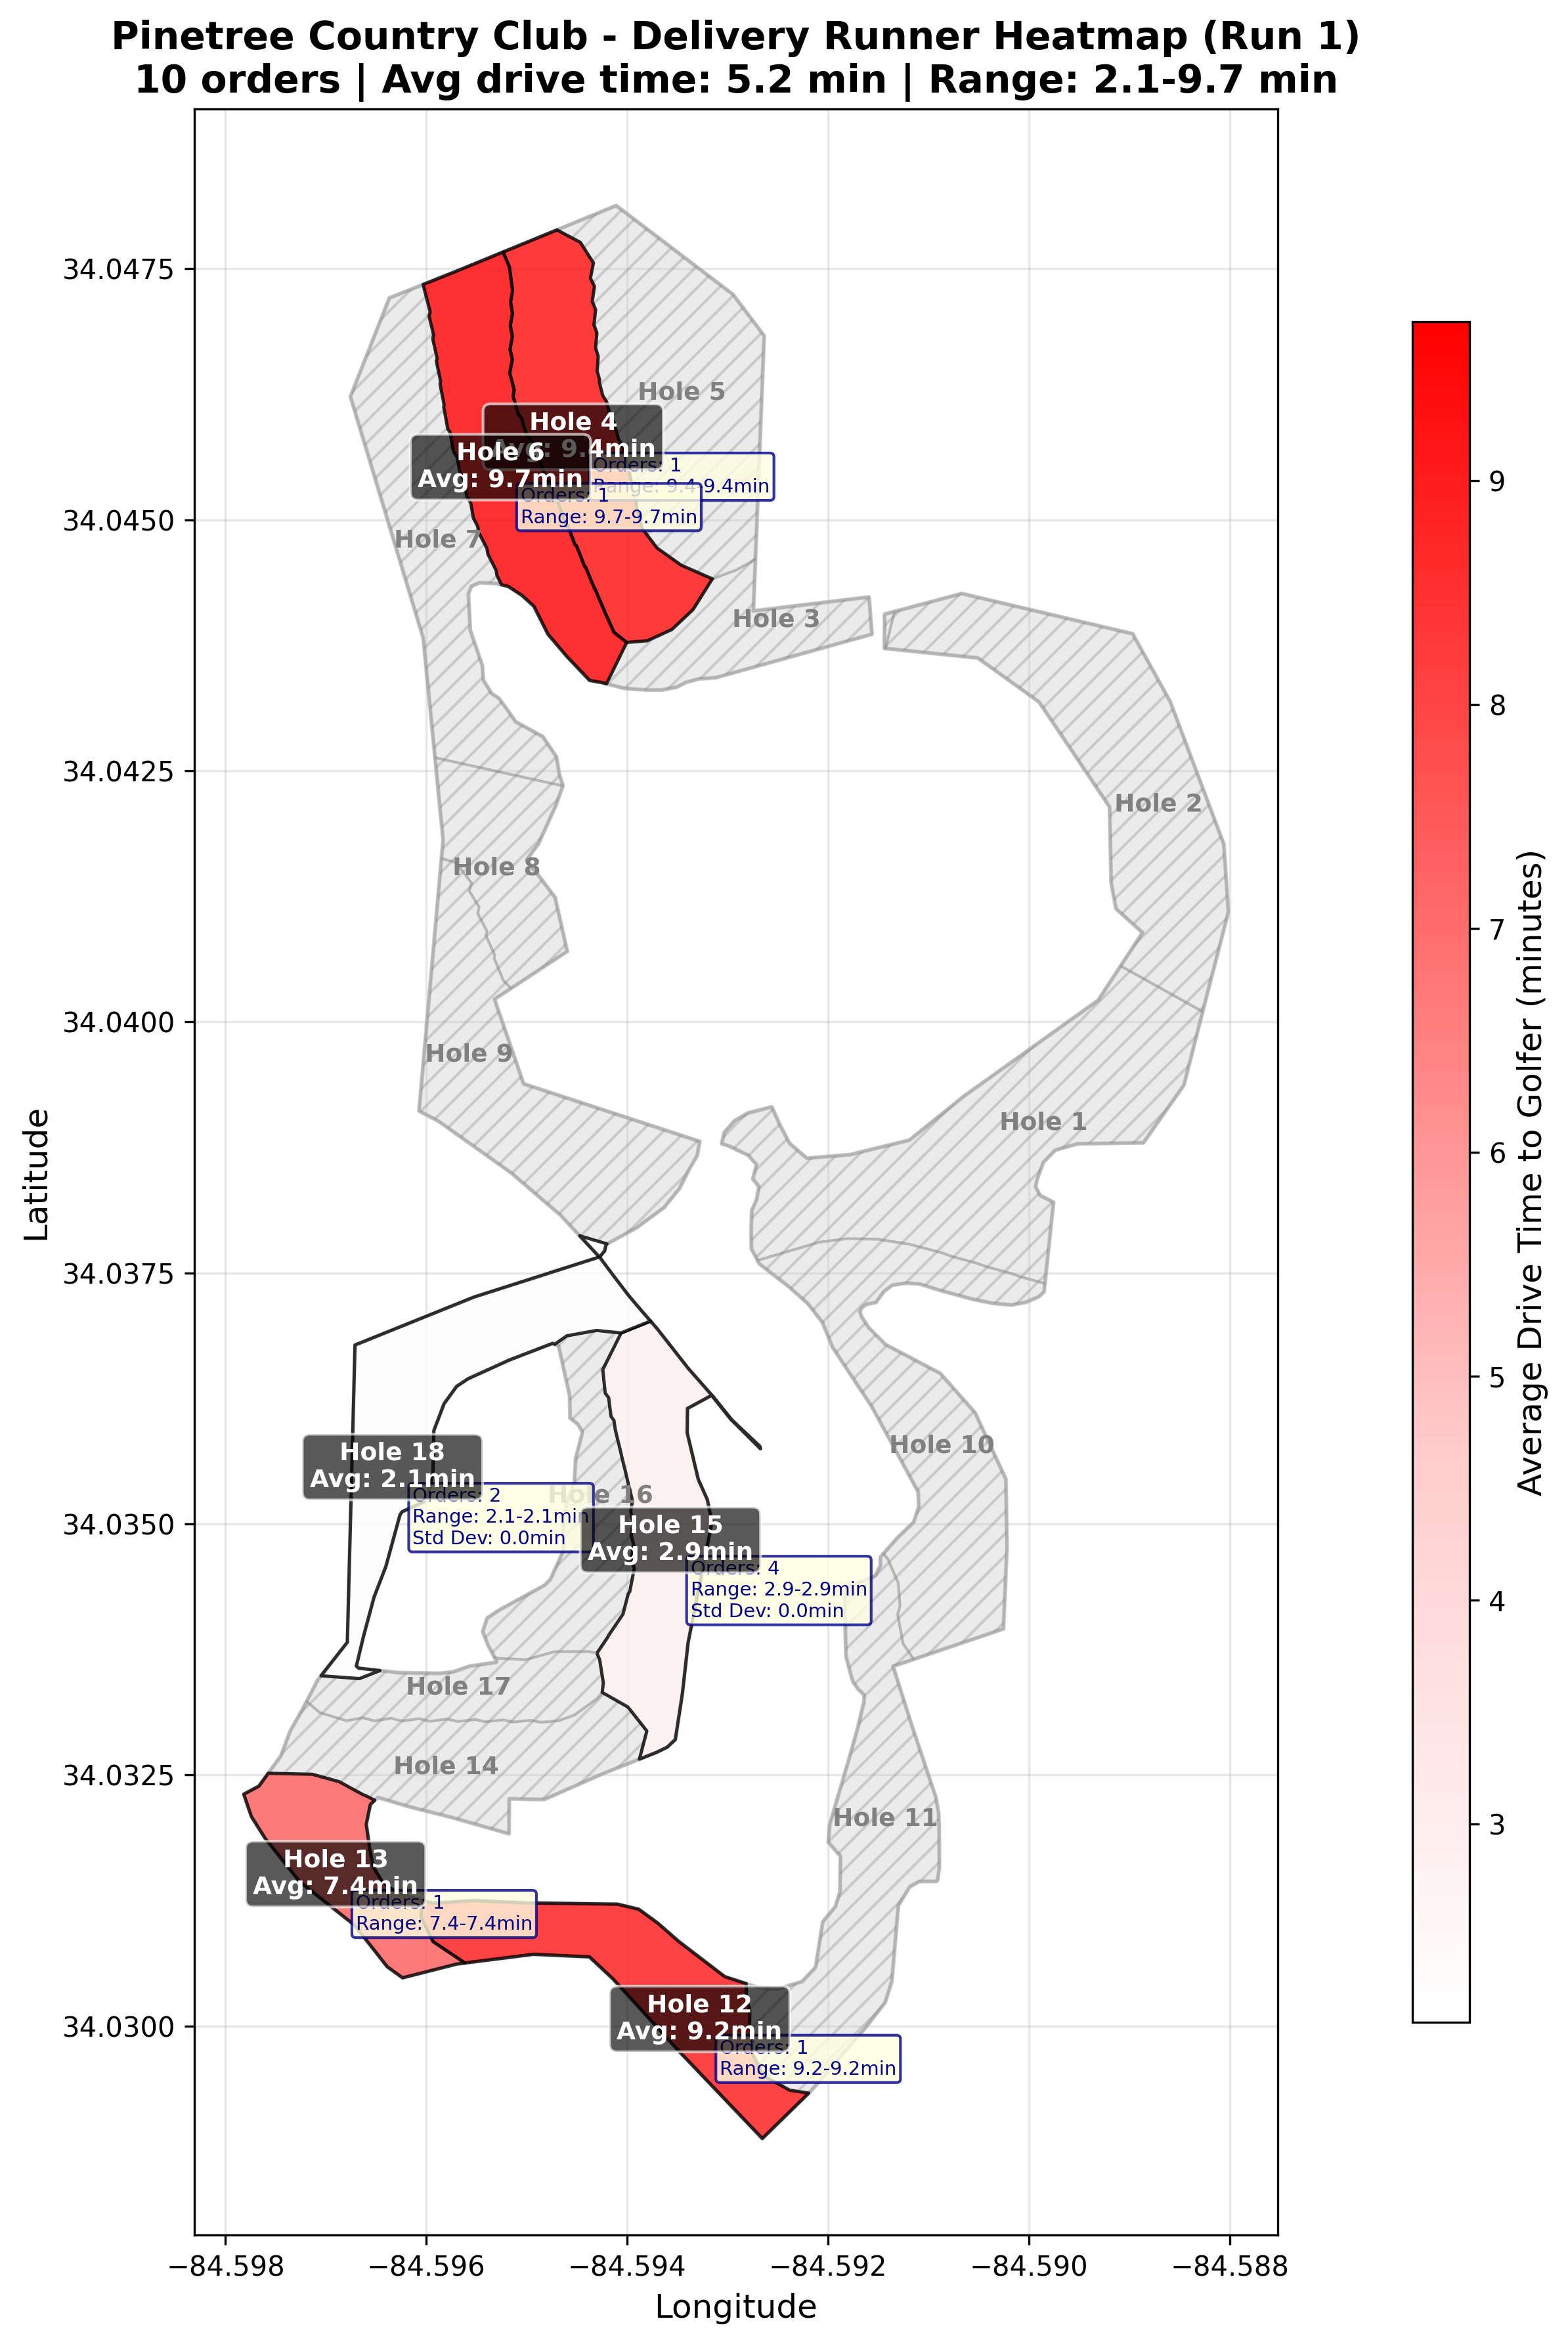 Pinetree Country Club - Delivery Runner Heatmap (Run 1)
10 orders | Avg drive time: 5.2 min | Range: 2.1-9.7 min
34.0475
34.0450
34.0425
34.0400
34.0375
34.0350
34.0325
34.0300
Latitude
−84.598
−84.596
−84.594
−84.592
−84.590
−84.588
Longitude
Hole 5
Hole 4
Avg: 9.4min
Orders: 1
Range: 9.4-9.4min
Hole 6
Avg: 9.7min
Orders: 1
Range: 9.7-9.7min
Hole 7
Hole 3
Hole 2
Hole 8
Hole 9
Hole 1
Hole 10
Hole 18
Avg: 2.1min
Orders: 2
Range: 2.1-2.1min
Std Dev: 0.0min
Hole 16
Hole 15
Avg: 2.9min
Orders: 4
Range: 2.9-2.9min
Std Dev: 0.0min
Hole 17
Hole 14
Hole 11
Hole 13
Avg: 7.4min
Orders: 1
Range: 7.4-7.4min
Hole 12
Avg: 9.2min
Orders: 1
Range: 9.2-9.2min
9
8
7
6
5
4
3
Average Drive Time to Golfer (minutes)